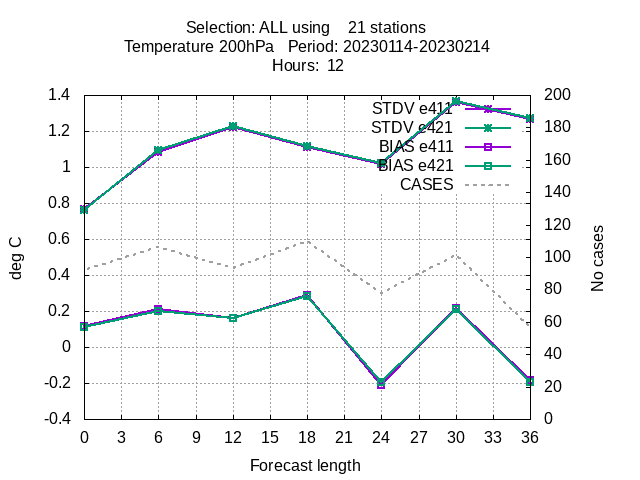 Selection: ALL using 21 stations
Temperature 200hPa Period: 20230114-20230214
Hours: 12
1.4
1.2
1
0.8
0.6
0.4
0.2
0
-0.2
-0.4
deg C
STDV e411
STDV e421
BIAS e411
BIAS e421
CASES
200
180
160
140
120
100
80
60
40
20
0
No cases
0 3 6 9 12 15 18 21 24 27 30 33 36
Forecast length